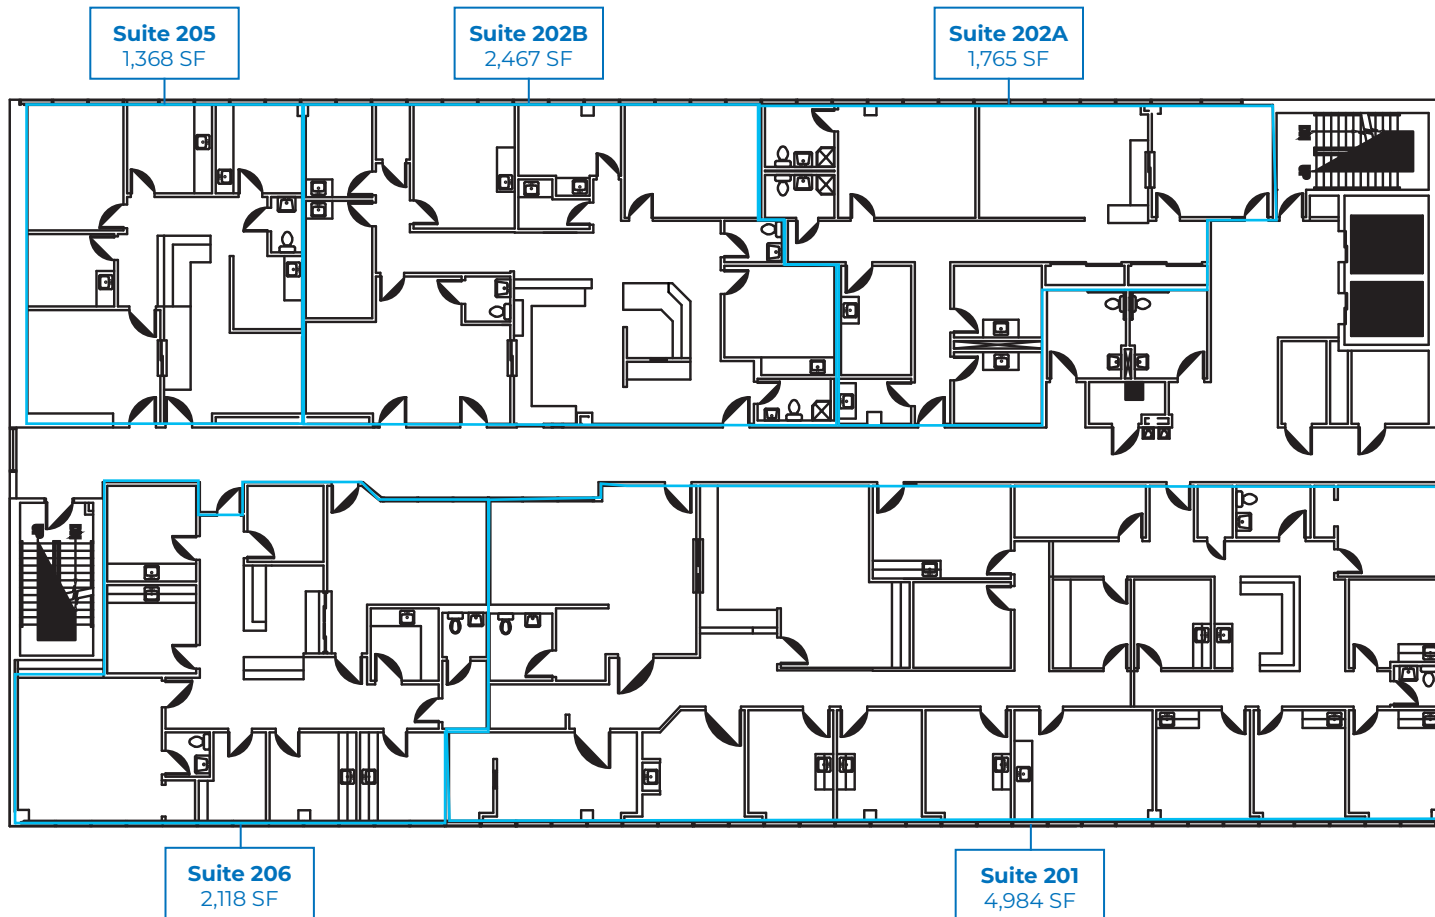 Suite 205
1,368 SF
Suite 202B
2,467 SF
Suite 202A
1,765 SF
Suite 206
2,118 SF
Suite 201
4,984 SF